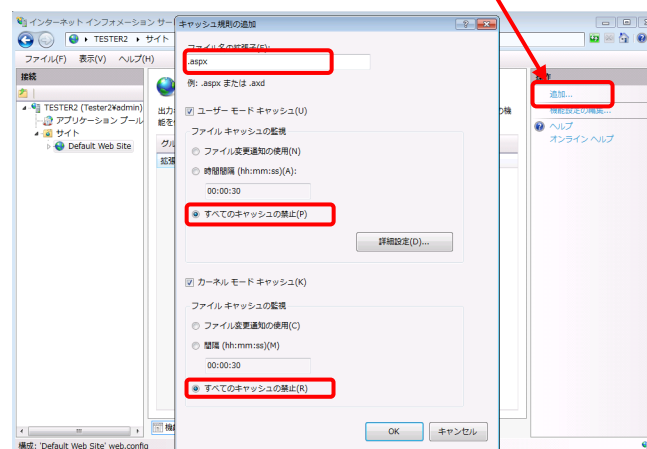 インターネット インフォメーション サー
キャッシュ規則の追加
TESTER2
サイト
ファイル(F) 表示(V) ヘルプ(H)
接続
TESTER2 (Tester2¥admin)
アプリケーション プール
サイト
Default Web Site
出力
能を
グル
拡張
ファイル名の拡張子(F):
.aspx
例: .aspx または .axd
ユーザー モード キャッシュ(U)
ファイル キャッシュの監視
ファイル変更通知の使用(N)
時間間隔 (hh:mm:ss)(A):
00:00:30
すべてのキャッシュの禁止(P)
詳細設定(D)...
カーネル モード キャッシュ(K)
ファイル キャッシュの監視
ファイル変更通知の使用(C)
間隔 (hh:mm:ss)(M)
00:00:30
すべてのキャッシュの禁止(R)
OK キャンセル
の機
追加...
機能設定の編集...
ヘルプ
オンライン ヘルプ
機能
構成: 'Default Web Site' web.config